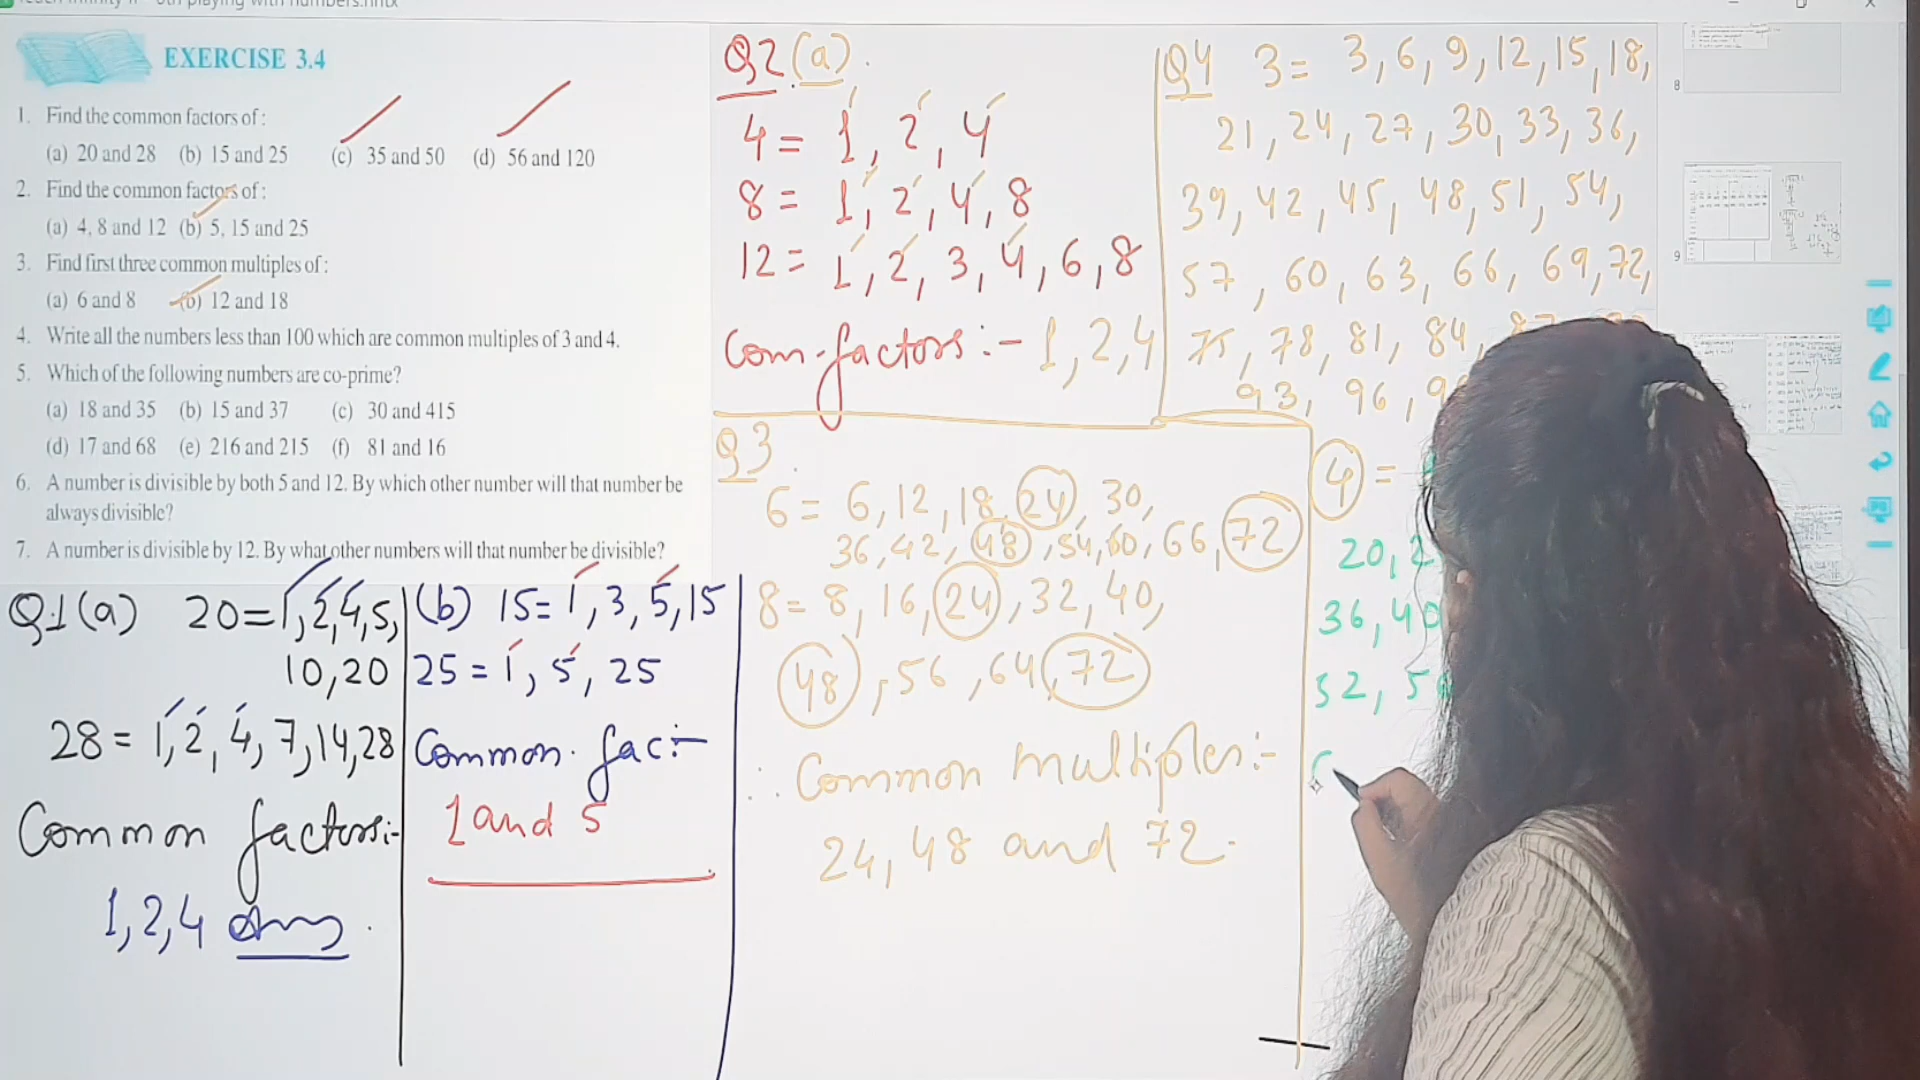 EXERCISE 3.4
1. Find the common factors of :
(a) 20 and 28 (b) 15 and 25 (c) 35 and 50 (d) 56 and 120
2. Find the common factors of :
(a) 4, 8 and 12 (b) 5, 15 and 25
3. Find first three common multiples of :
(a) 6 and 8 (b) 12 and 18
4. Write all the numbers less than 100 which are common multiples of 3 and 4.
5. Which of the following numbers are co-prime?
(a) 18 and 35 (b) 15 and 37 (c) 30 and 415
(d) 17 and 68 (e) 216 and 215 (f) 81 and 16
6. A number is divisible by both 5 and 12. By which other number will that number be
always divisible?
7. A number is divisible by 12. By what other numbers will that number be divisible?
Q.1 (a) 20 = 1, 2, 4, 5,
10, 20
28 = 1, 2, 4, 7, 14, 28
Common factors:-
1, 2, 4 Ans.
(b) 15 = 1, 3, 5, 15
25 = 1, 5, 25
Common. fac:-
1 and 5
Q2 (a).
4 = 1, 2, 4
8 = 1, 2, 4, 8
12 = 1, 2, 3, 4, 6, 8
Com. factors :- 1, 2, 4
Q3.
6 = 6, 12, 18, 24, 30,
36, 42, 48, 54, 60, 66, 72
8 = 8, 16, 24, 32, 40,
48, 56, 64, 72
∴ Common multiples:-
24, 48 and 72.
Q4 3 = 3, 6, 9, 12, 15, 18,
21, 24, 27, 30, 33, 36,
39, 42, 45, 48, 51, 54,
57, 60, 63, 66, 69, 72,
75, 78, 81, 84,
93, 96,
4 =
20,
36, 40
52,
8
9